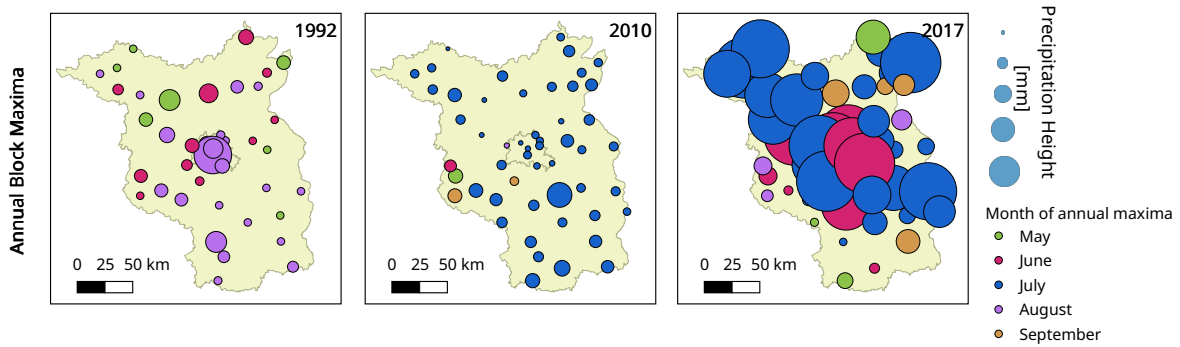 Annual Block Maxima
1992
0 25 50 km
2010
0 25 50 km
2017
0 25 50 km
Precipitation Height
[mm]
Month of annual maxima
May
June
July
August
September